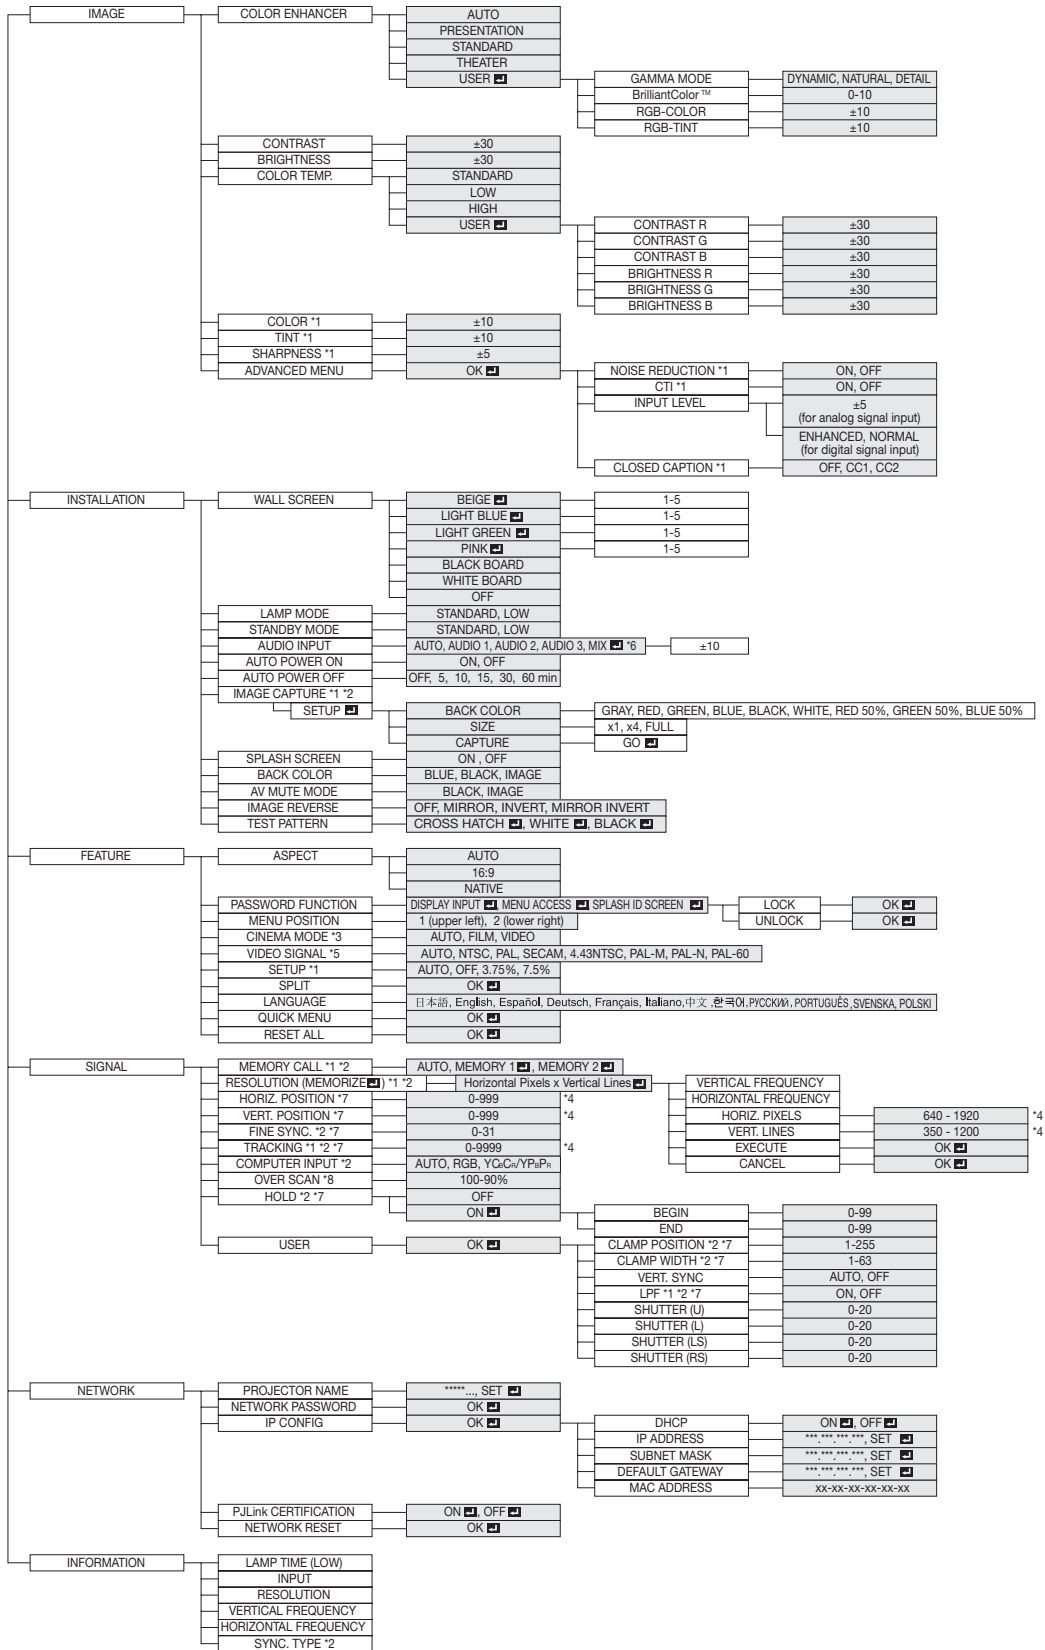 IMAGE COLOR ENHANCER AUTO
PRESENTATION
STANDARD
THEATER
USER GAMMA MODE DYNAMIC, NATURAL, DETAIL
BrilliantColor™ 0-10
RGB-COLOR ±10
RGB-TINT ±10
CONTRAST ±30
BRIGHTNESS ±30
COLOR TEMP. STANDARD
LOW
HIGH
USER CONTRAST R ±30
CONTRAST G ±30
CONTRAST B ±30
BRIGHTNESS R ±30
BRIGHTNESS G ±30
BRIGHTNESS B ±30
COLOR *1 ±10
TINT *1 ±10
SHARPNESS *1 ±5
ADVANCED MENU OK NOISE REDUCTION *1 ON, OFF
CTI *1 ON, OFF
INPUT LEVEL ±5
(for analog signal input)
ENHANCED, NORMAL
(for digital signal input)
CLOSED CAPTION *1 OFF, CC1, CC2
INSTALLATION WALL SCREEN BEIGE 1-5
LIGHT BLUE 1-5
LIGHT GREEN 1-5
PINK 1-5
BLACK BOARD
WHITE BOARD
OFF
LAMP MODE STANDARD, LOW
STANDBY MODE STANDARD, LOW
AUDIO INPUT AUTO, AUDIO 1, AUDIO 2, AUDIO 3, MIX *6 ±10
AUTO POWER ON ON, OFF
AUTO POWER OFF OFF, 5, 10, 15, 30, 60 min
IMAGE CAPTURE *1 *2
SETUP BACK COLOR GRAY, RED, GREEN, BLUE, BLACK, WHITE, RED 50%, GREEN 50%, BLUE 50%
SIZE x1, x4, FULL
CAPTURE GO
SPLASH SCREEN ON , OFF
BACK COLOR BLUE, BLACK, IMAGE
AV MUTE MODE BLACK, IMAGE
IMAGE REVERSE OFF, MIRROR, INVERT, MIRROR INVERT
TEST PATTERN CROSS HATCH , WHITE , BLACK
FEATURE ASPECT AUTO
16:9
NATIVE
PASSWORD FUNCTION DISPLAY INPUT , MENU ACCESS SPLASH ID SCREEN LOCK OK
UNLOCK OK
MENU POSITION 1 (upper left), 2 (lower right)
CINEMA MODE *3 AUTO, FILM, VIDEO
VIDEO SIGNAL *5 AUTO, NTSC, PAL, SECAM, 4.43NTSC, PAL-M, PAL-N, PAL-60
SETUP *1 AUTO, OFF, 3.75%, 7.5%
SPLIT OK
LANGUAGE 日本語, English, Español, Deutsch, Français, Italiano,中文 ,한국어,РУССКИЙ, PORTUGUÊS ,SVENSKA, POLSKI
QUICK MENU OK
RESET ALL OK
SIGNAL MEMORY CALL *1 *2 AUTO, MEMORY 1 , MEMORY 2
RESOLUTION (MEMORIZE ) *1 *2 Horizontal Pixels x Vertical Lines VERTICAL FREQUENCY
HORIZONTAL FREQUENCY
HORIZ. POSITION *7 0-999 *4 HORIZ. PIXELS 640 - 1920 *4
VERT. POSITION *7 0-999 *4 VERT. LINES 350 - 1200 *4
FINE SYNC. *2 *7 0-31 EXECUTE OK
TRACKING *1 *2 *7 0-9999 *4 CANCEL OK
COMPUTER INPUT *2 AUTO, RGB, YCBCR/YPBPR
OVER SCAN *8 100-90%
HOLD *2 *7 OFF
ON BEGIN 0-99
END 0-99
USER OK CLAMP POSITION *2 *7 1-255
CLAMP WIDTH *2 *7 1-63
VERT. SYNC AUTO, OFF
LPF *1 *2 *7 ON, OFF
SHUTTER (U) 0-20
SHUTTER (L) 0-20
SHUTTER (LS) 0-20
SHUTTER (RS) 0-20
NETWORK PROJECTOR NAME *****..., SET
NETWORK PASSWORD OK
IP CONFIG OK DHCP ON , OFF
IP ADDRESS ***.***.***.***, SET
SUBNET MASK ***.***.***.***, SET
DEFAULT GATEWAY ***.***.***.***, SET
MAC ADDRESS xx-xx-xx-xx-xx-xx
PJLink CERTIFICATION ON , OFF
NETWORK RESET OK
INFORMATION LAMP TIME (LOW)
INPUT
RESOLUTION
VERTICAL FREQUENCY
HORIZONTAL FREQUENCY
SYNC. TYPE *2